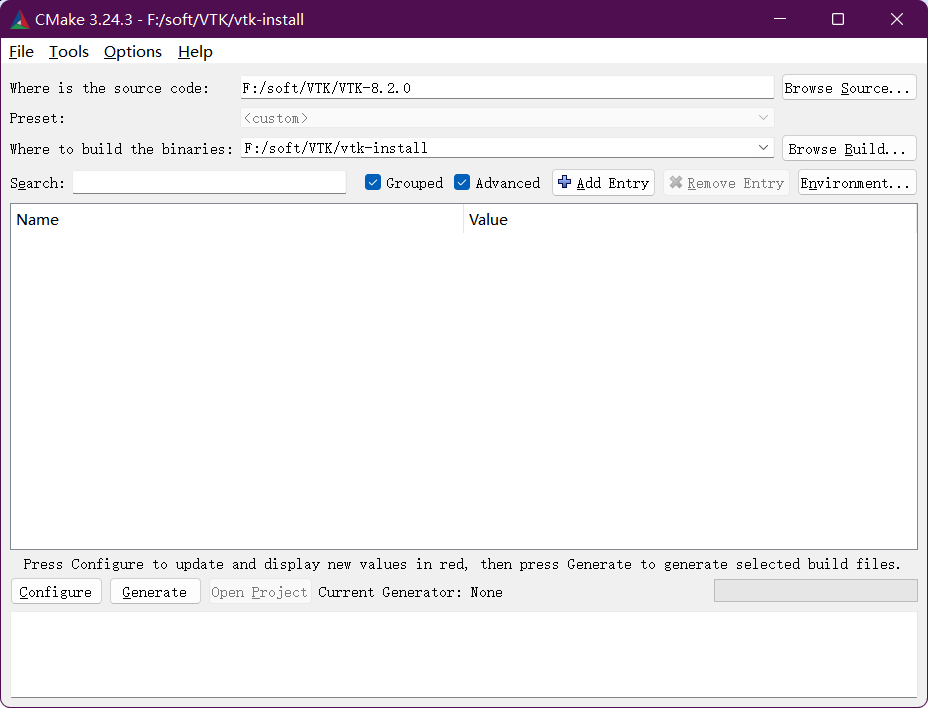 CMake 3.24.3 - F:/soft/VTK/vtk-install
File Tools Options Help
Where is the source code: F:/soft/VTK/VTK-8.2.0 Browse Source...
Preset: <custom>
Where to build the binaries: F:/soft/VTK/vtk-install Browse Build...
Search: Grouped Advanced Add Entry Remove Entry Environment...
Name Value
Press Configure to update and display new values in red, then press Generate to generate selected build files.
Configure Generate Open Project Current Generator: None